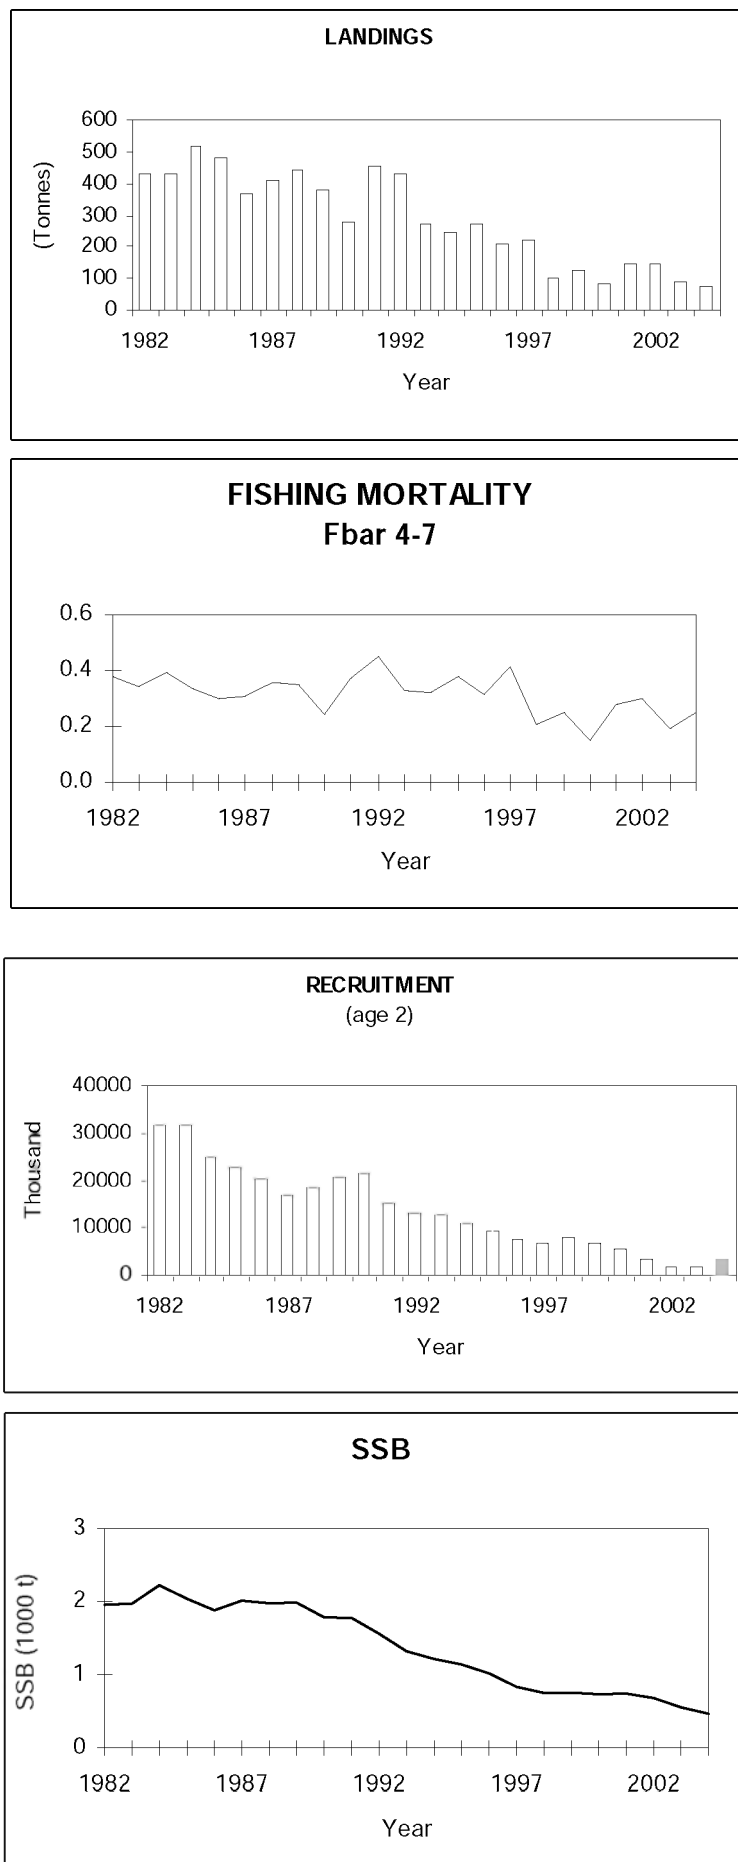 LANDINGS
(Tonnes)
600
500
400
300
200
100
0
1982 1987 1992 1997 2002
Year
FISHING MORTALITY
Fbar 4-7
0.6
0.4
0.2
0.0
1982 1987 1992 1997 2002
Year
RECRUITMENT
(age 2)
Thousand
40000
30000
20000
10000
0
1982 1987 1992 1997 2002
Year
SSB
SSB (1000 t)
3
2
1
0
1982 1987 1992 1997 2002
Year